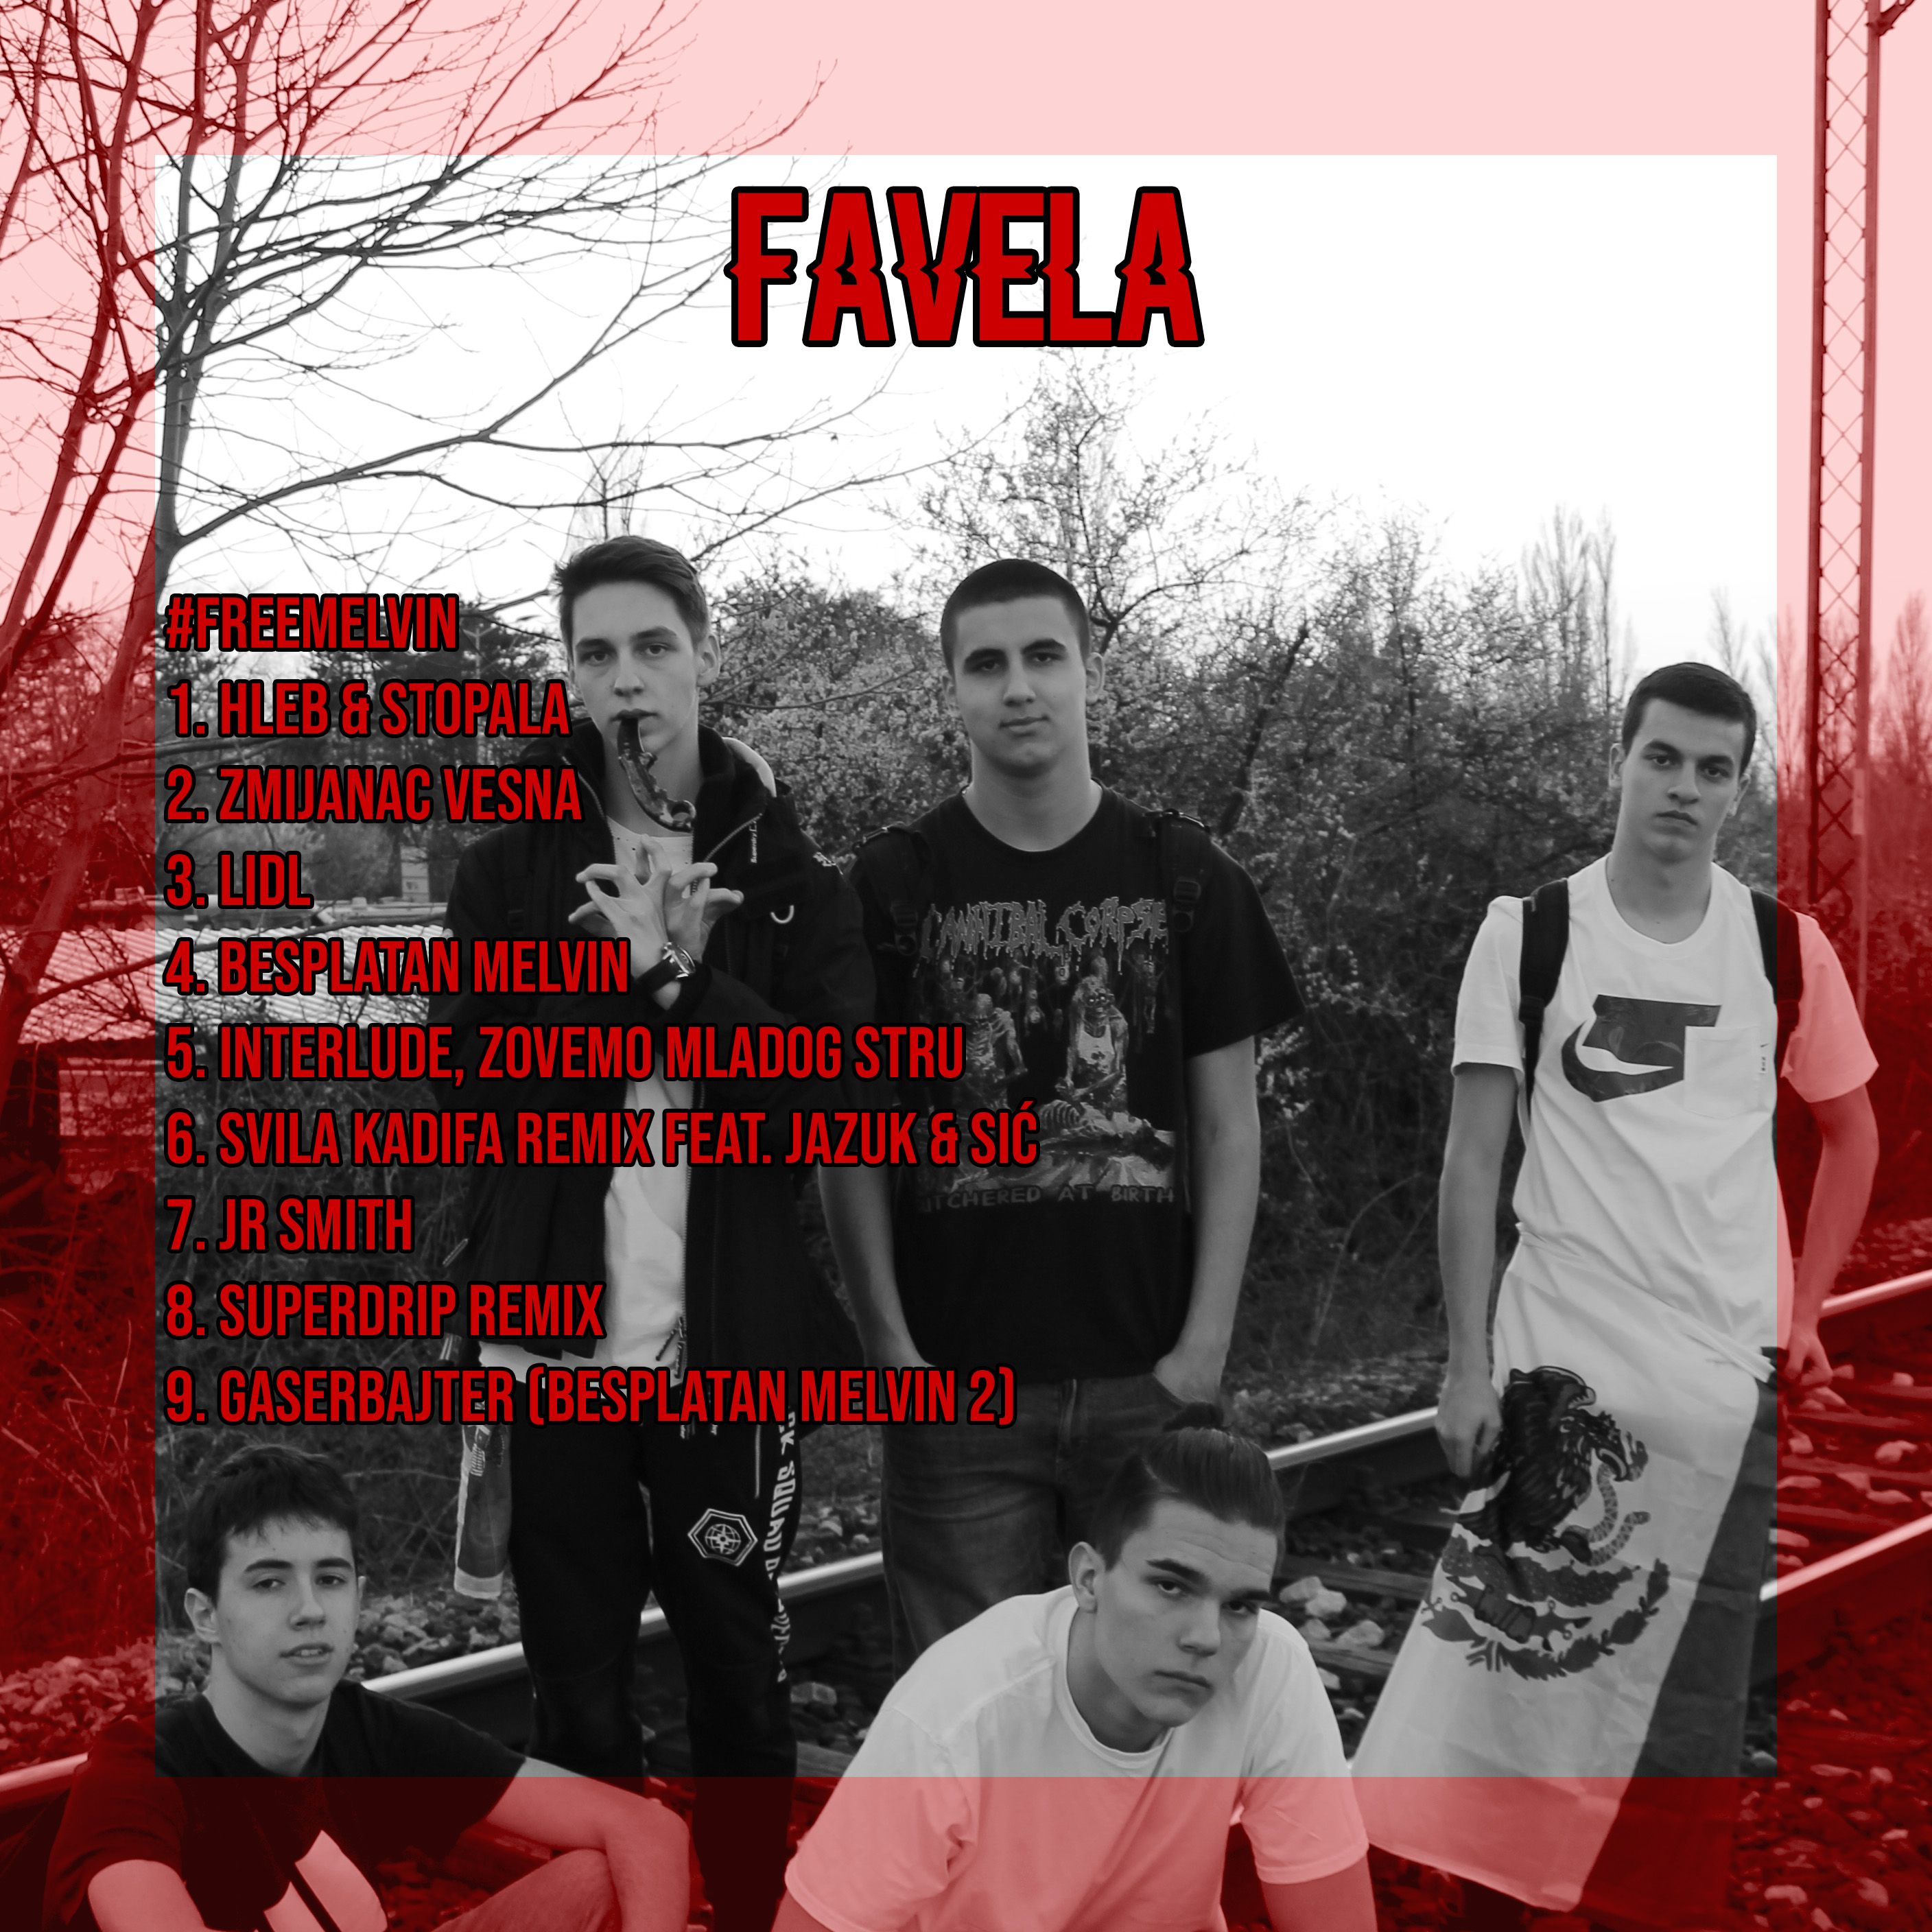 FAVELA
#FREEMELVIN
1. HLEB & STOPALA
2. ZMIJANAC VESNA
3. LIDL
4. BESPLATAN MELVIN
5. INTERLUDE, ZOVEMO MLADOG STRU
6. SVILA KADIFA REMIX FEAT. JAZUK & SIĆ
7. JR SMITH
8. SUPERDRIP REMIX
9. GASERBAJTER (BESPLATAN MELVIN 2)
CANNIBAL CORPSE
AT BIRTH